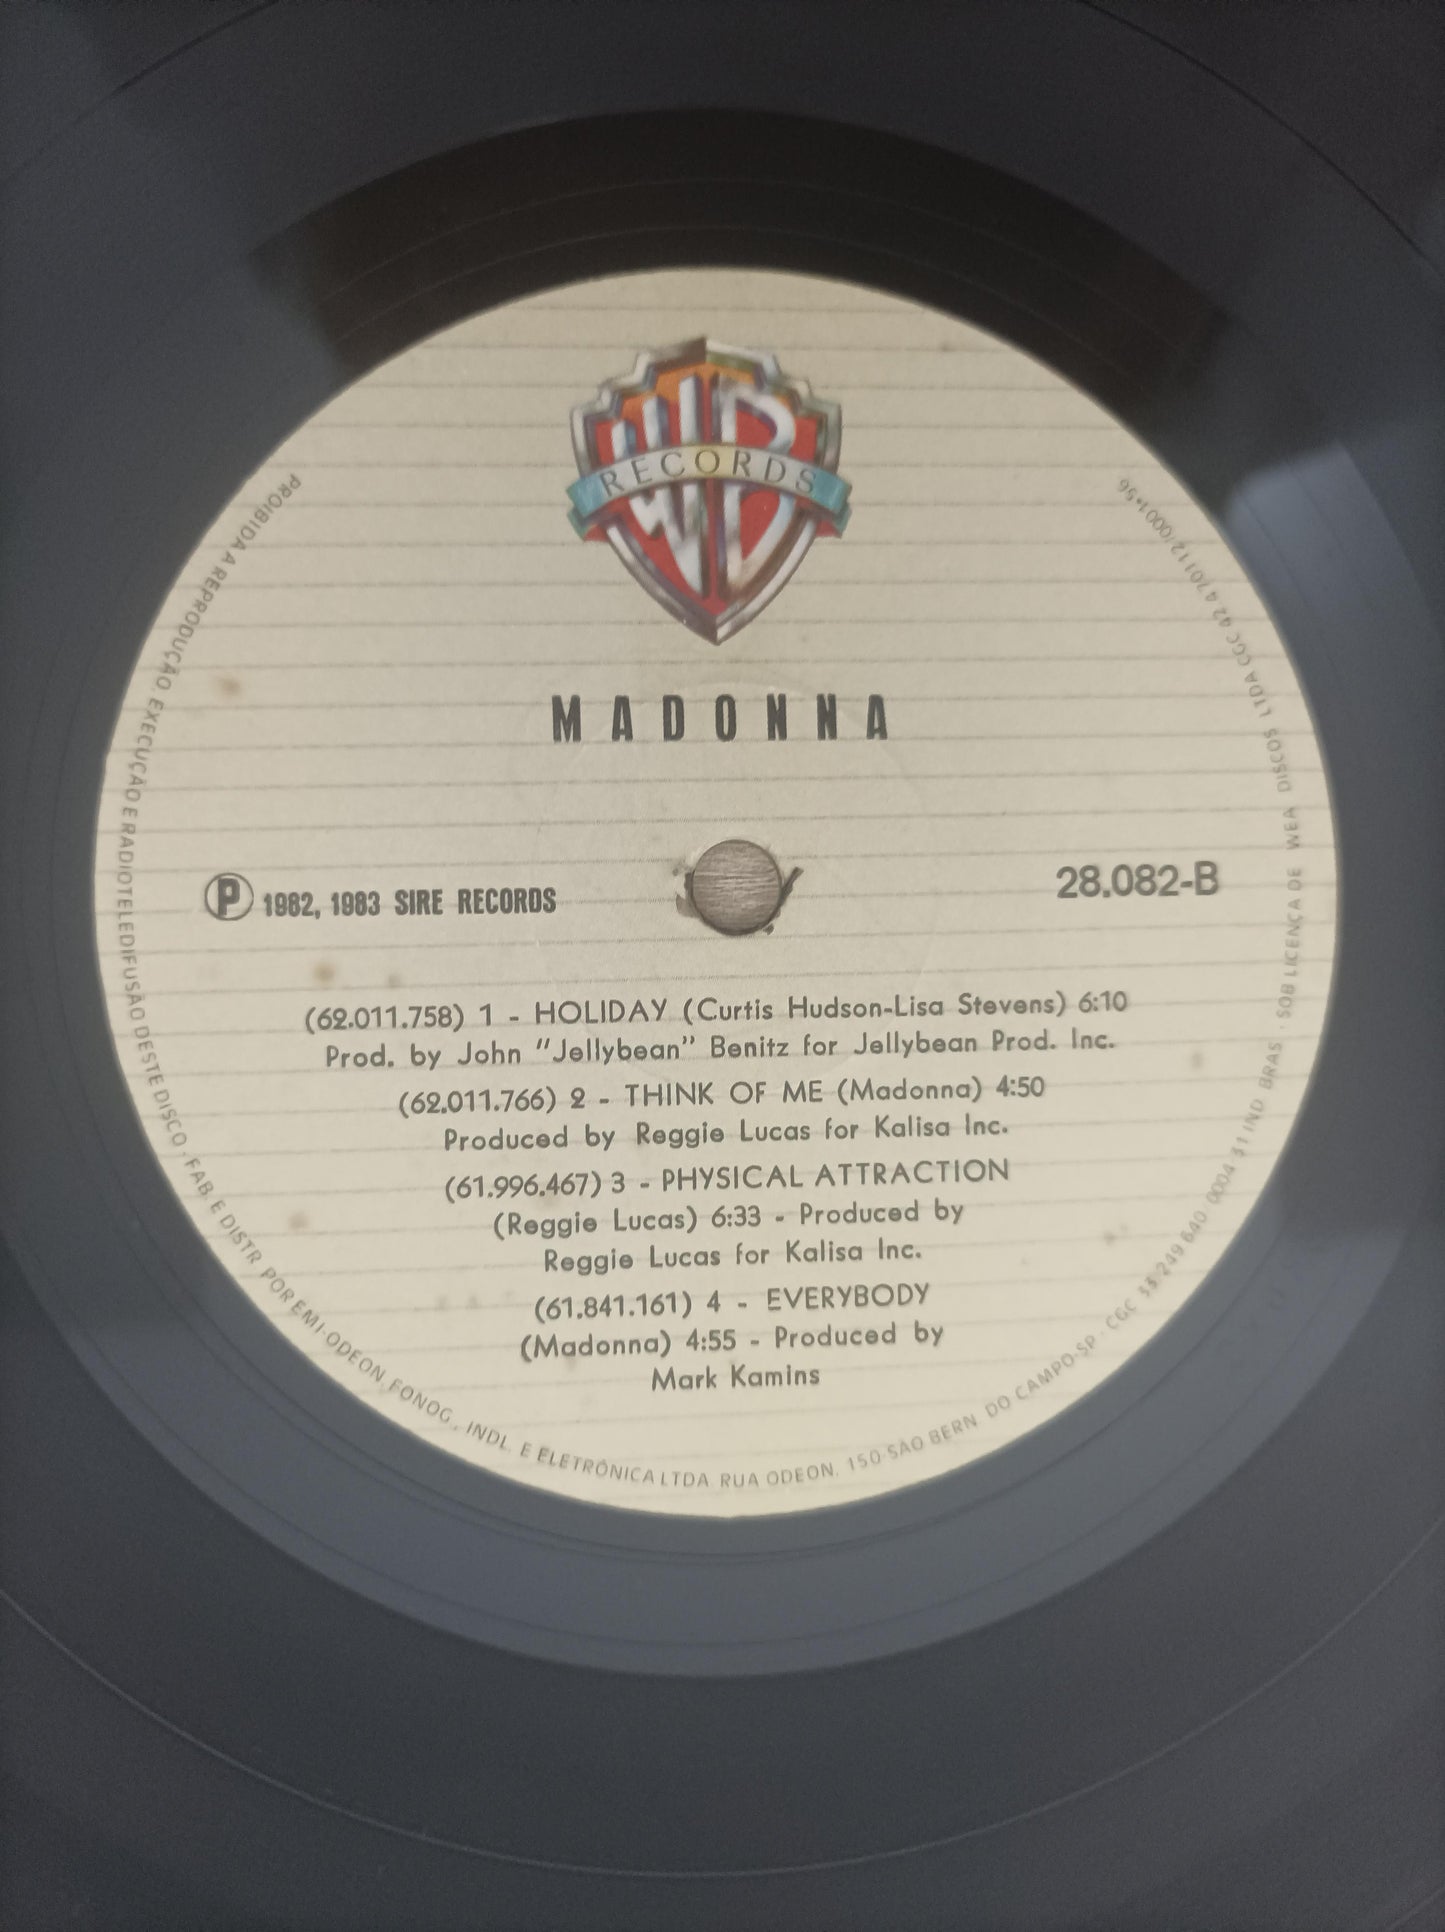 WB
RECORDS
MADONNA
Ⓟ 1982, 1983 SIRE RECORDS
28.082-B
(62.011.758) 1 - HOLIDAY (Curtis Hudson-Lisa Stevens) 6:10
Prod. by John "Jellybean" Benitz for Jellybean Prod. Inc.
(62.011.766) 2 - THINK OF ME (Madonna) 4:50
Produced by Reggie Lucas for Kalisa Inc.
(61.996.467) 3 - PHYSICAL ATTRACTION
(Reggie Lucas) 6:33 - Produced by
Reggie Lucas for Kalisa Inc.
(61.841.161) 4 - EVERYBODY
(Madonna) 4:55 - Produced by
Mark Kamins
PROIBIDA A REPRODUÇÃO, EXECUÇÃO E RADIOTELEDIFUSÃO DESTE DISCO · FAB. E DISTR. POR EMI-ODEON, FONOG., INDL. E ELETRÔNICA LTDA. RUA ODEON, 150-SÃO BERN. DO CAMPO-SP · CGC 33 249 640 0004 31 IND BRAS · SOB LICENÇA DE WEA DISCOS LTDA CGC 42 470112/0001-56